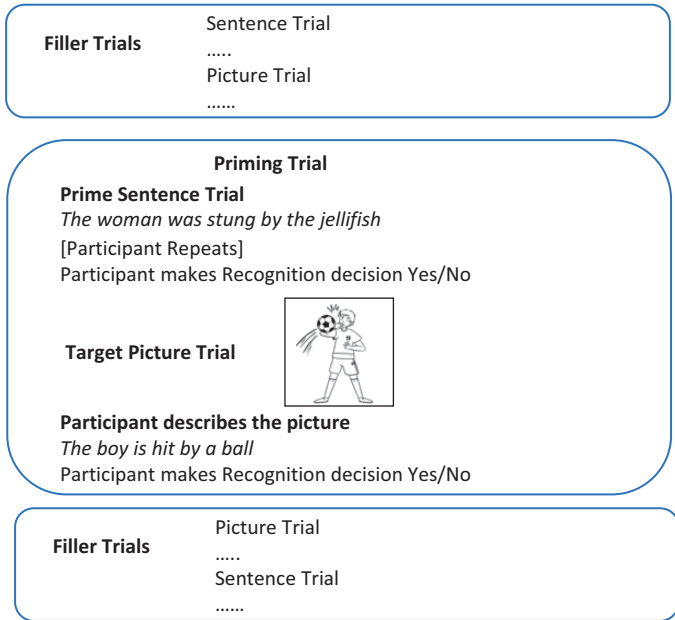 Filler Trials
Sentence Trial
.....
Picture Trial
......
Priming Trial
Prime Sentence Trial
The woman was stung by the jellifish
[Participant Repeats]
Participant makes Recognition decision Yes/No
Target Picture Trial
Participant describes the picture
The boy is hit by a ball
Participant makes Recognition decision Yes/No
Filler Trials
Picture Trial
.....
Sentence Trial
......